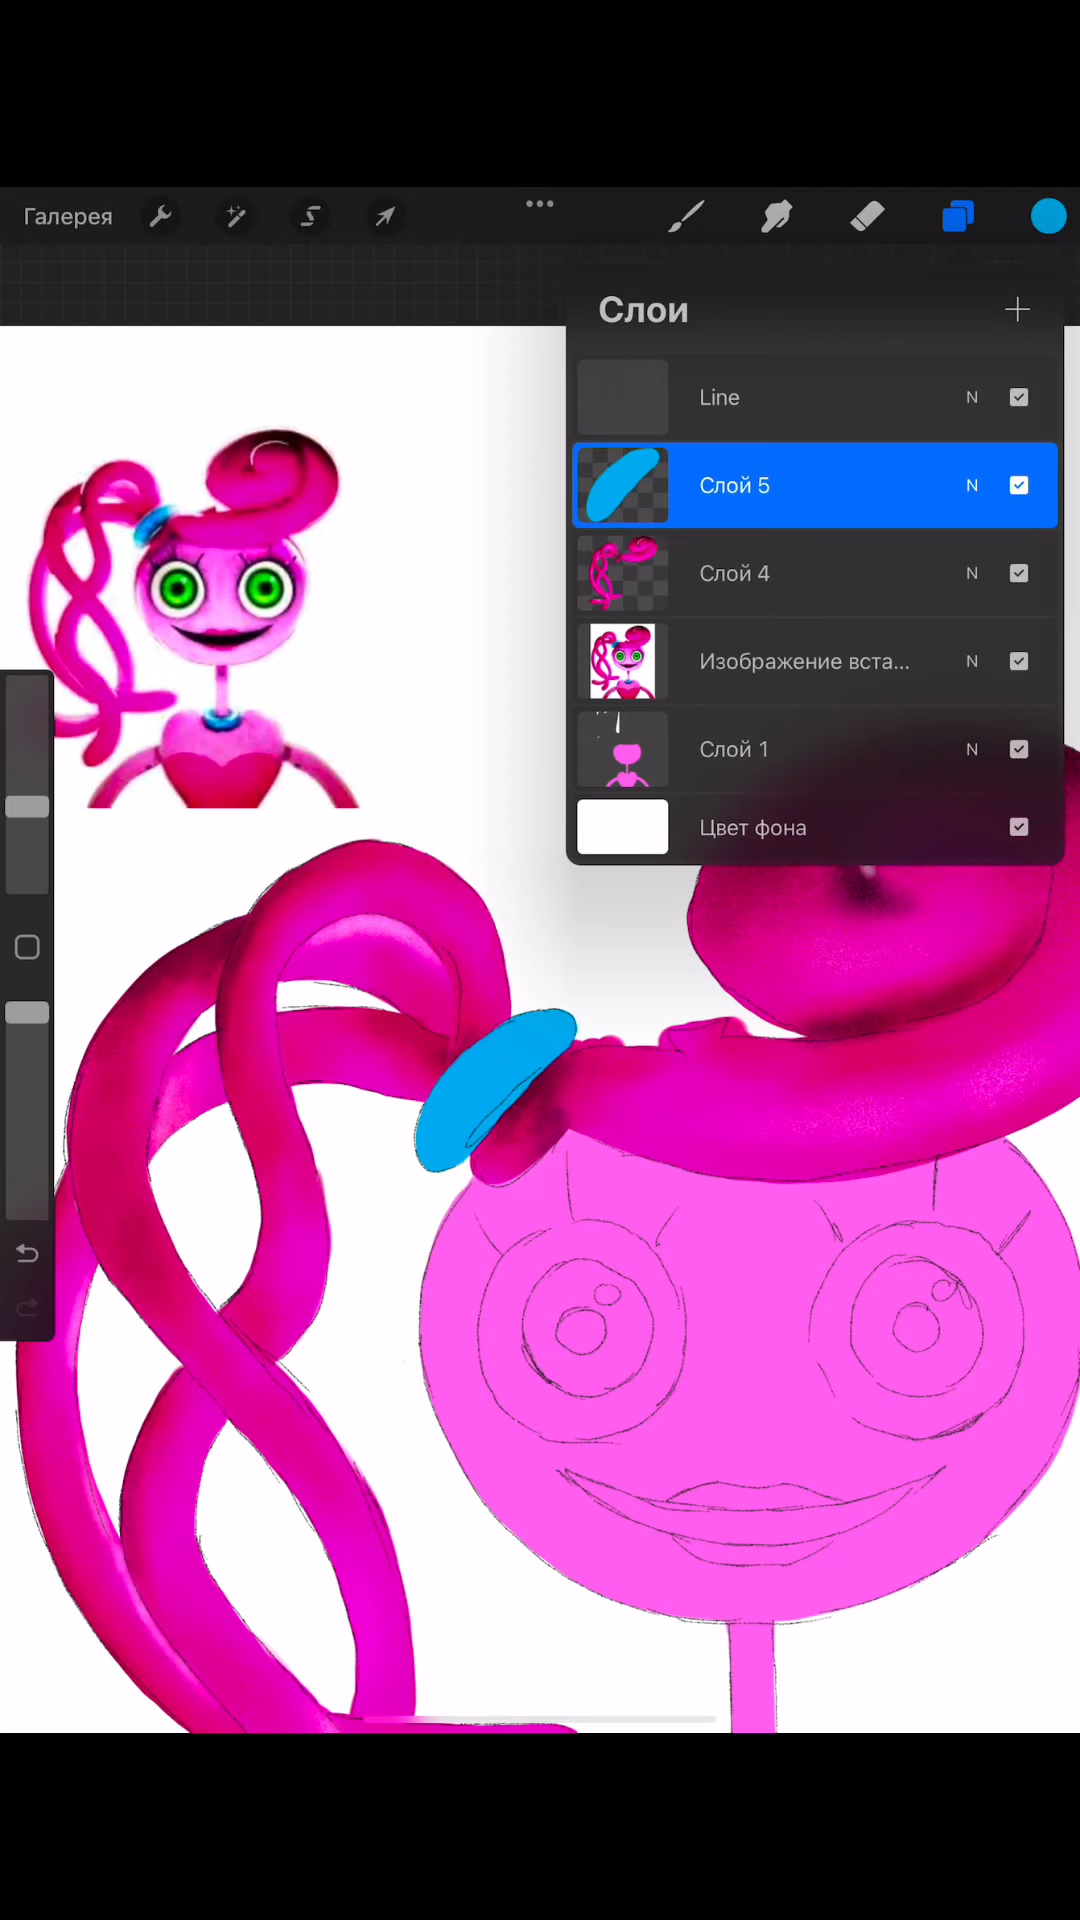 Галерея
Слои
Line N
Слой 5 N
Слой 4 N
Изображение вста... N
Слой 1 N
Цвет фона